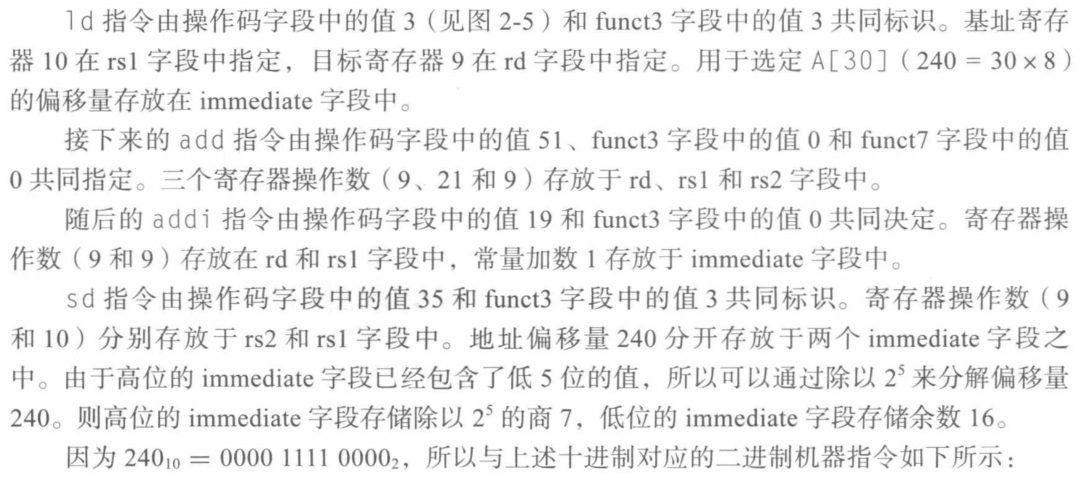 ld 指令由操作码字段中的值 3（见图 2-5）和 funct3 字段中的值 3 共同标识。基址寄存
器 10 在 rs1 字段中指定，目标寄存器 9 在 rd 字段中指定。用于选定 A[30]（240 = 30 × 8）
的偏移量存放在 immediate 字段中。
接下来的 add 指令由操作码字段中的值 51、funct3 字段中的值 0 和 funct7 字段中的值
0 共同指定。三个寄存器操作数（9、21 和 9）存放于 rd、rs1 和 rs2 字段中。
随后的 addi 指令由操作码字段中的值 19 和 funct3 字段中的值 0 共同决定。寄存器操
作数（9 和 9）存放在 rd 和 rs1 字段中，常量加数 1 存放于 immediate 字段中。
sd 指令由操作码字段中的值 35 和 funct3 字段中的值 3 共同标识。寄存器操作数（9
和 10）分别存放于 rs2 和 rs1 字段中。地址偏移量 240 分开存放于两个 immediate 字段之
中。由于高位的 immediate 字段已经包含了低 5 位的值，所以可以通过除以 2⁵ 来分解偏移量
240。则高位的 immediate 字段存储除以 2⁵ 的商 7，低位的 immediate 字段存储余数 16。
因为 240₁₀ = 0000 1111 0000₂，所以与上述十进制对应的二进制机器指令如下所示：